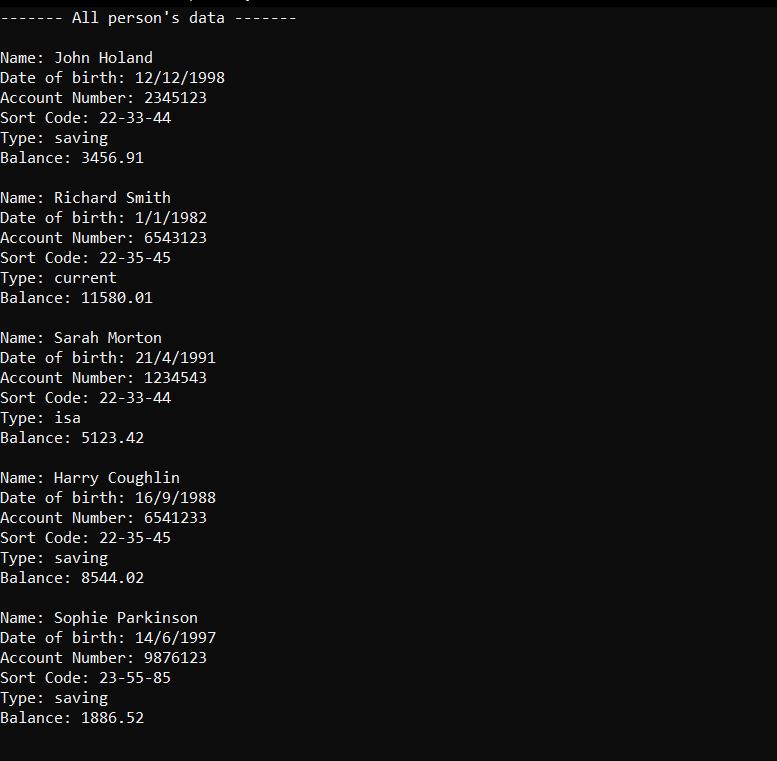 ------- All person's data -------
Name: John Holand
Date of birth: 12/12/1998
Account Number: 2345123
Sort Code: 22-33-44
Type: saving
Balance: 3456.91
Name: Richard Smith
Date of birth: 1/1/1982
Account Number: 6543123
Sort Code: 22-35-45
Type: current
Balance: 11580.01
Name: Sarah Morton
Date of birth: 21/4/1991
Account Number: 1234543
Sort Code: 22-33-44
Type: isa
Balance: 5123.42
Name: Harry Coughlin
Date of birth: 16/9/1988
Account Number: 6541233
Sort Code: 22-35-45
Type: saving
Balance: 8544.02
Name: Sophie Parkinson
Date of birth: 14/6/1997
Account Number: 9876123
Sort Code: 23-55-85
Type: saving
Balance: 1886.52